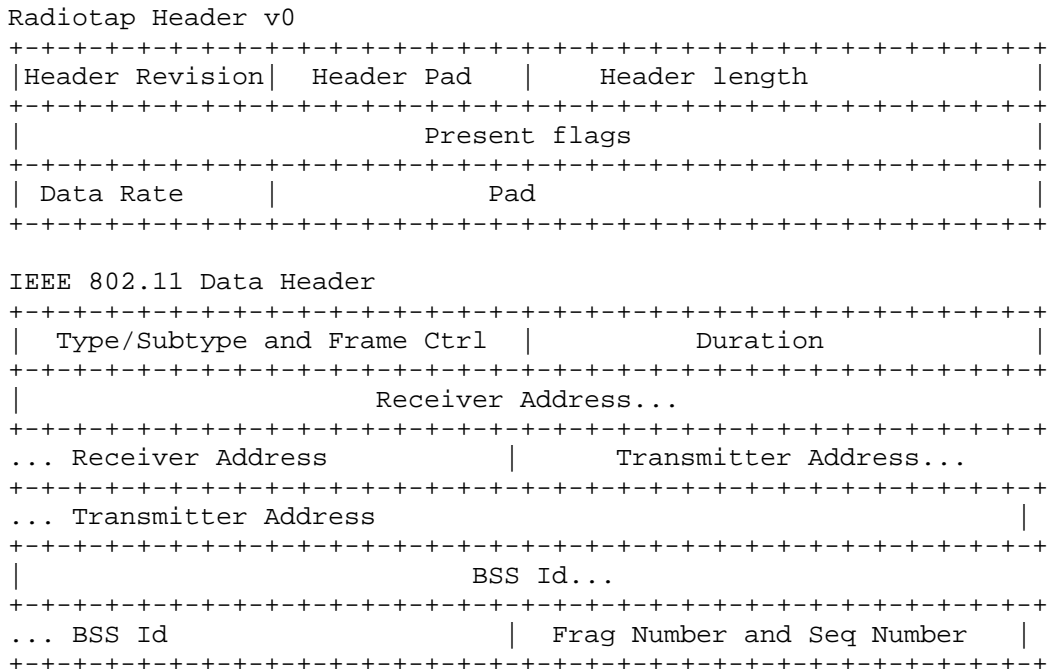 Radiotap Header v0
+-+-+-+-+-+-+-+-+-+-+-+-+-+-+-+-+-+-+-+-+-+-+-+-+-+-+-+-+-+-+-+-+
|Header Revision|  Header Pad   |    Header length              |
+-+-+-+-+-+-+-+-+-+-+-+-+-+-+-+-+-+-+-+-+-+-+-+-+-+-+-+-+-+-+-+-+
|                         Present flags                         |
+-+-+-+-+-+-+-+-+-+-+-+-+-+-+-+-+-+-+-+-+-+-+-+-+-+-+-+-+-+-+-+-+
| Data Rate     |             Pad                               |
+-+-+-+-+-+-+-+-+-+-+-+-+-+-+-+-+-+-+-+-+-+-+-+-+-+-+-+-+-+-+-+-+
IEEE 802.11 Data Header
+-+-+-+-+-+-+-+-+-+-+-+-+-+-+-+-+-+-+-+-+-+-+-+-+-+-+-+-+-+-+-+-+
|  Type/Subtype and Frame Ctrl  |          Duration             |
+-+-+-+-+-+-+-+-+-+-+-+-+-+-+-+-+-+-+-+-+-+-+-+-+-+-+-+-+-+-+-+-+
|                      Receiver Address...
+-+-+-+-+-+-+-+-+-+-+-+-+-+-+-+-+-+-+-+-+-+-+-+-+-+-+-+-+-+-+-+-+
... Receiver Address           |      Transmitter Address...
+-+-+-+-+-+-+-+-+-+-+-+-+-+-+-+-+-+-+-+-+-+-+-+-+-+-+-+-+-+-+-+-+
... Transmitter Address                                        |
+-+-+-+-+-+-+-+-+-+-+-+-+-+-+-+-+-+-+-+-+-+-+-+-+-+-+-+-+-+-+-+-+
|                            BSS Id...
+-+-+-+-+-+-+-+-+-+-+-+-+-+-+-+-+-+-+-+-+-+-+-+-+-+-+-+-+-+-+-+-+
... BSS Id                     |  Frag Number and Seq Number   |
+-+-+-+-+-+-+-+-+-+-+-+-+-+-+-+-+-+-+-+-+-+-+-+-+-+-+-+-+-+-+-+-+